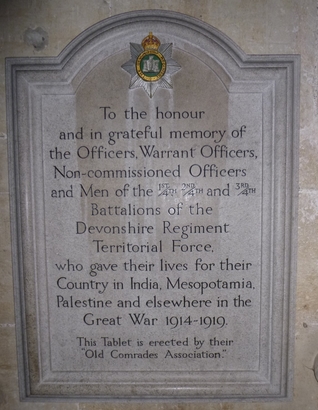 To the honour
and in grateful memory of
the Officers, Warrant Officers,
Non-commissioned Officers
and Men of the 1ST/4TH 2ND/4TH and 3RD/4TH
Battalions of the
Devonshire Regiment
Territorial Force,
who gave their lives for their
Country in India, Mesopotamia,
Palestine and elsewhere in the
Great War 1914-1919.
This Tablet is erected by their
"Old Comrades Association."